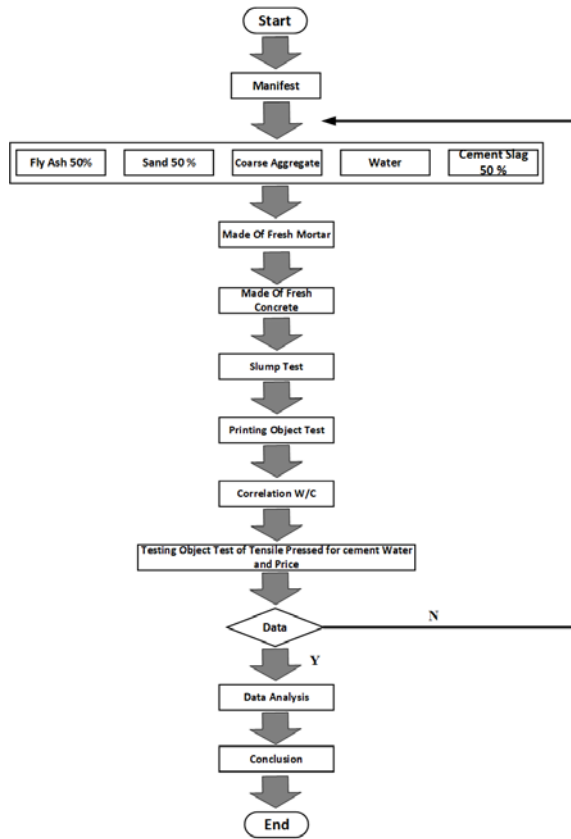 Start
Manifest
Fly Ash 50%
Sand 50 %
Coarse Aggregate
Water
Cement Slag
50 %
Made Of Fresh Mortar
Made Of Fresh
Concrete
Slump Test
Printing Object Test
Correlation W/C
Testing Object Test of Tensile Pressed for cement Water
and Price
Data
N
Y
Data Analysis
Conclusion
End